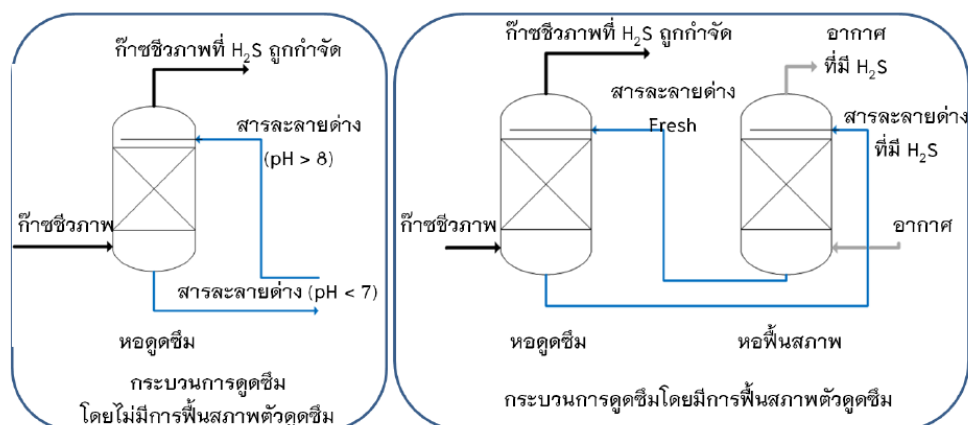 ก๊าซชีวภาพที่ H₂S ถูกกำจัด
สารละลายด่าง
(pH > 8)
ก๊าซชีวภาพ
สารละลายด่าง (pH < 7)
หอดูดซึม
กระบวนการดูดซึม
โดยไม่มีการฟื้นสภาพตัวดูดซึม
ก๊าซชีวภาพที่ H₂S ถูกกำจัด
อากาศ
ที่มี H₂S
สารละลายด่าง
Fresh
สารละลายด่าง
ที่มี H₂S
ก๊าซชีวภาพ
อากาศ
หอดูดซึม
หอฟื้นสภาพ
กระบวนการดูดซึมโดยมีการฟื้นสภาพตัวดูดซึม